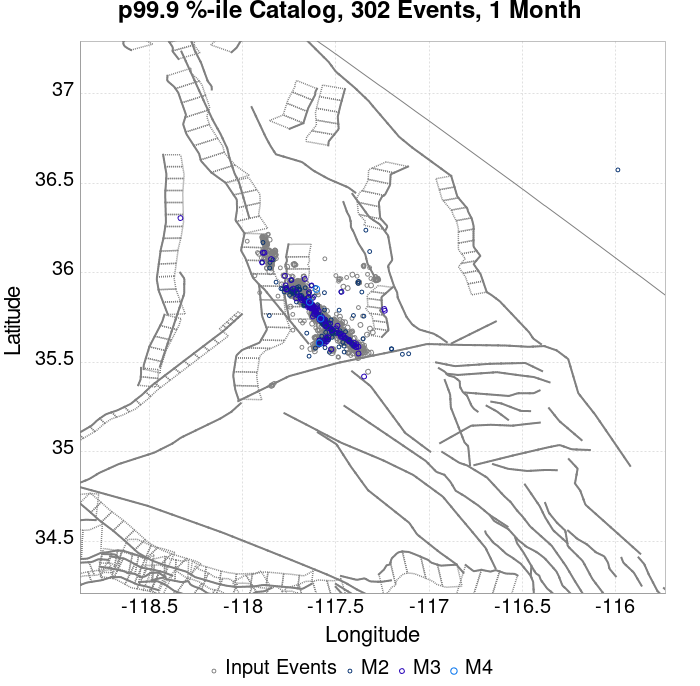 p99.9 %-ile Catalog, 302 Events, 1 Month
37
36.5
36
35.5
35
34.5
Latitude
-118.5 -118 -117.5 -117 -116.5 -116
Longitude
Input Events M2 M3 M4